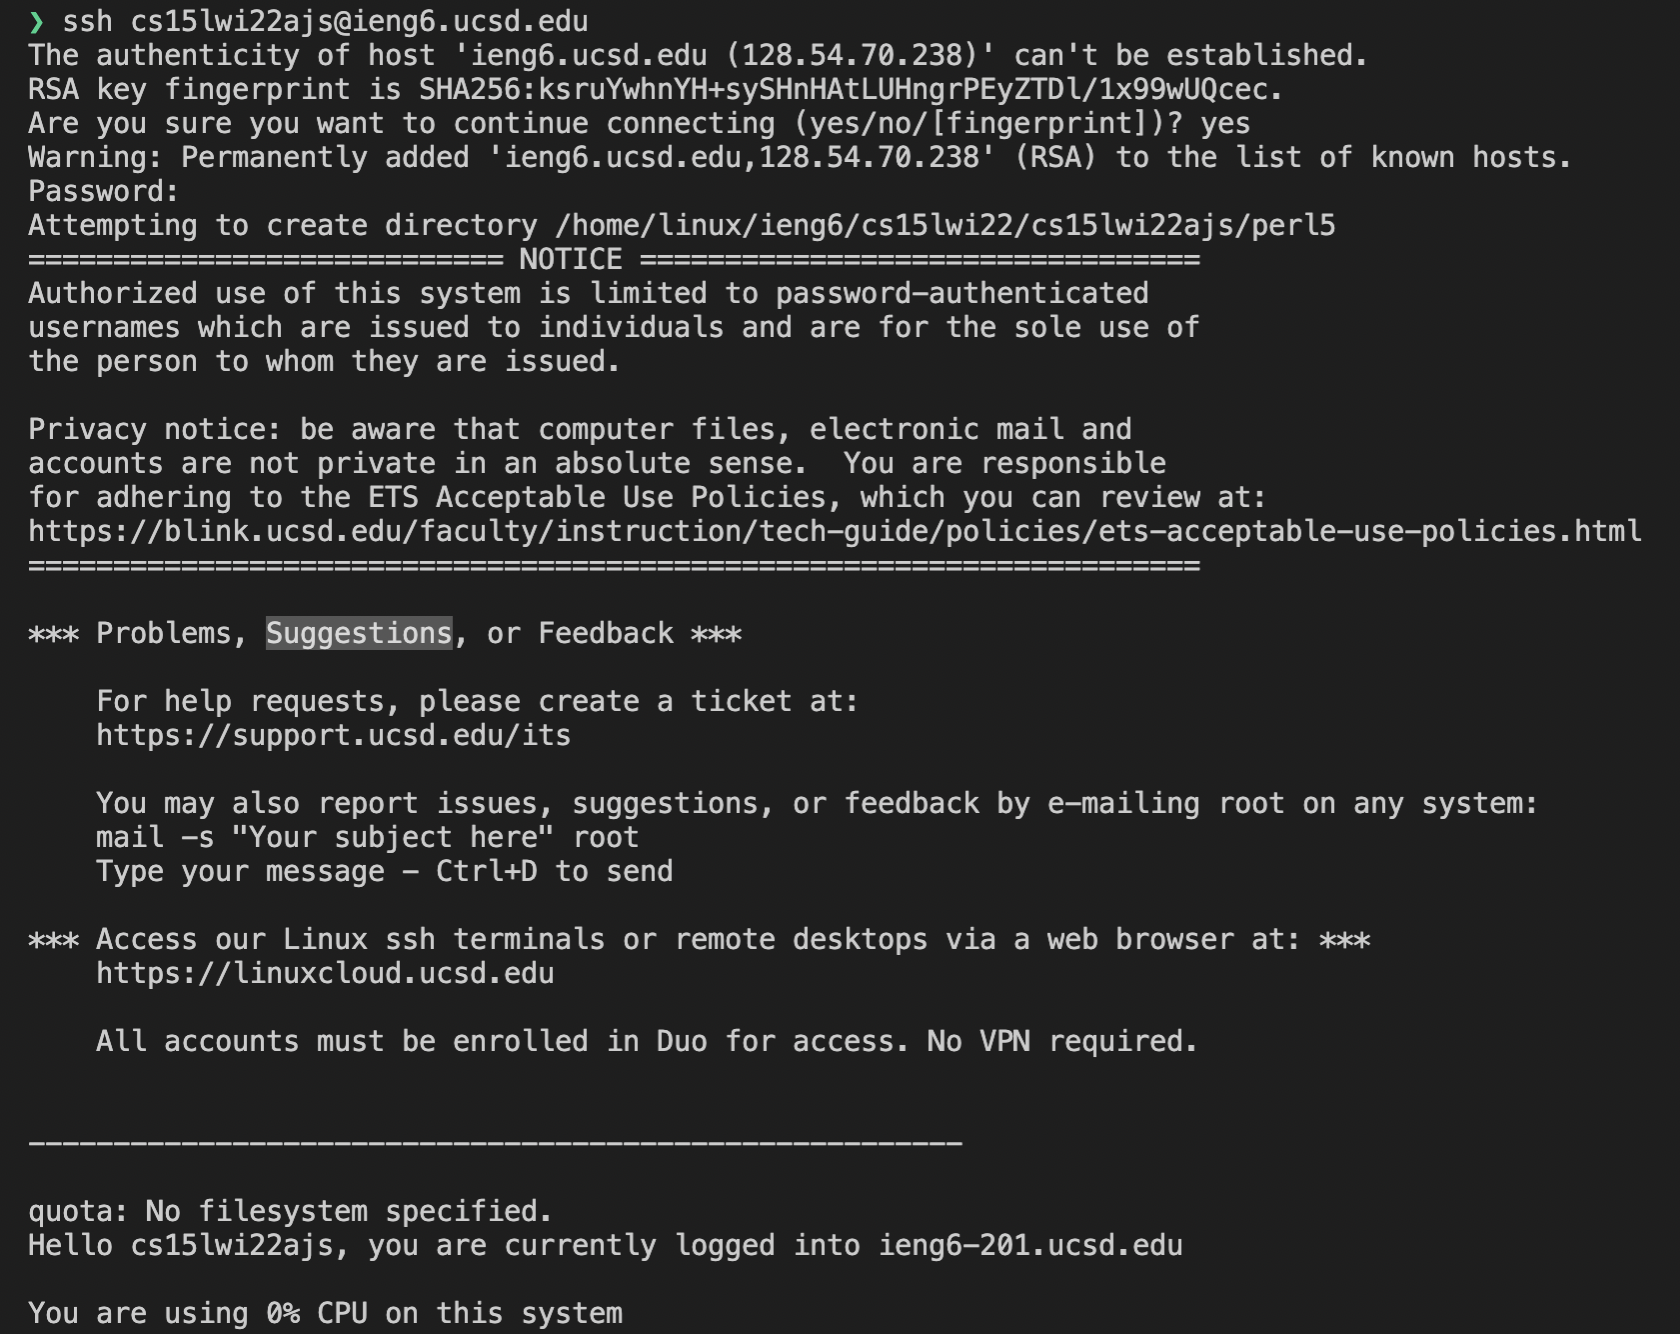 ❯ ssh cs15lwi22ajs@ieng6.ucsd.edu
The authenticity of host 'ieng6.ucsd.edu (128.54.70.238)' can't be established.
RSA key fingerprint is SHA256:ksruYwhnYH+sySHnHAtLUHngrPEyZTDl/1x99wUQcec.
Are you sure you want to continue connecting (yes/no/[fingerprint])? yes
Warning: Permanently added 'ieng6.ucsd.edu,128.54.70.238' (RSA) to the list of known hosts.
Password:
Attempting to create directory /home/linux/ieng6/cs15lwi22/cs15lwi22ajs/perl5
============================ NOTICE =================================
Authorized use of this system is limited to password-authenticated
usernames which are issued to individuals and are for the sole use of
the person to whom they are issued.

Privacy notice: be aware that computer files, electronic mail and
accounts are not private in an absolute sense.  You are responsible
for adhering to the ETS Acceptable Use Policies, which you can review at:
https://blink.ucsd.edu/faculty/instruction/tech-guide/policies/ets-acceptable-use-policies.html
=====================================================================

*** Problems, Suggestions, or Feedback ***

    For help requests, please create a ticket at:
    https://support.ucsd.edu/its

    You may also report issues, suggestions, or feedback by e-mailing root on any system:
    mail -s "Your subject here" root
    Type your message - Ctrl+D to send

*** Access our Linux ssh terminals or remote desktops via a web browser at: ***
    https://linuxcloud.ucsd.edu

    All accounts must be enrolled in Duo for access. No VPN required.


-------------------------------------------------------

quota: No filesystem specified.
Hello cs15lwi22ajs, you are currently logged into ieng6-201.ucsd.edu

You are using 0% CPU on this system